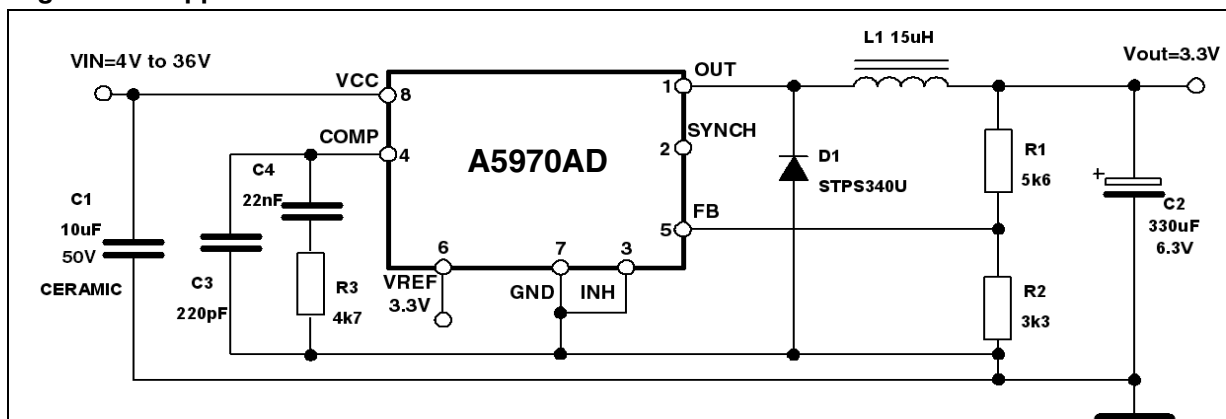 L1 15uH
VIN=4V to 36V
Vout=3.3V
VCC
8
OUT
1
COMP
4
SYNCH
2
A5970AD
C4
22nF
D1
STPS340U
R1
5k6
C1
10uF
50V
CERAMIC
FB
5
+
C2
330uF
6.3V
6
7
3
VREF
3.3V
GND
INH
C3
220pF
R3
4k7
R2
3k3